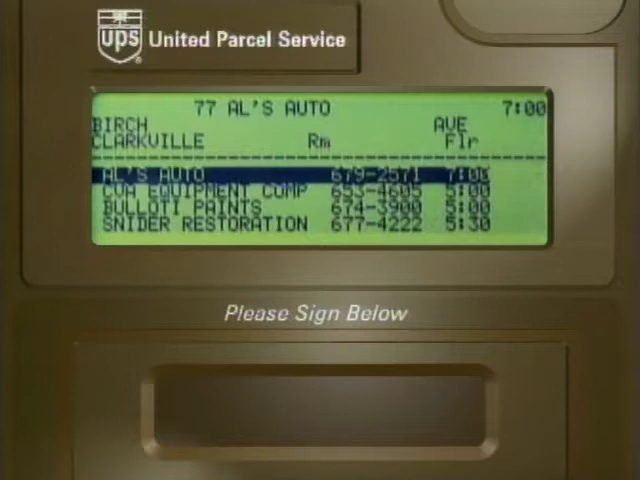 ups United Parcel Service
77 AL'S AUTO 7:00
BIRCH AVE
CLARKVILLE Rm Flr
AL'S AUTO 679-2571 7:00
CVA EQUIPMENT COMP 653-4605 5:00
BULLOTI PAINTS 674-3900 5:00
SNIDER RESTORATION 677-4222 5:30
Please Sign Below